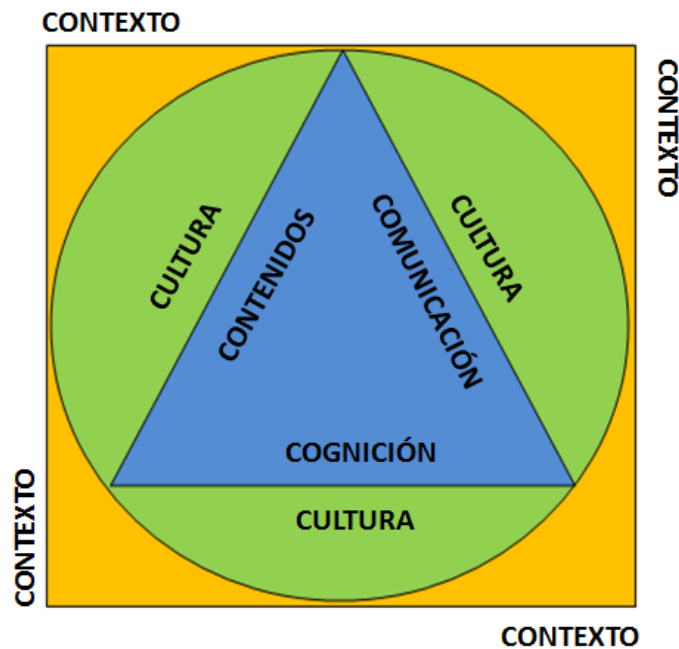 CONTEXTO
CONTEXTO
CULTURA
CONTENIDOS
COMUNICACIÓN
CULTURA
COGNICIÓN
CULTURA
CONTEXTO
CONTEXTO